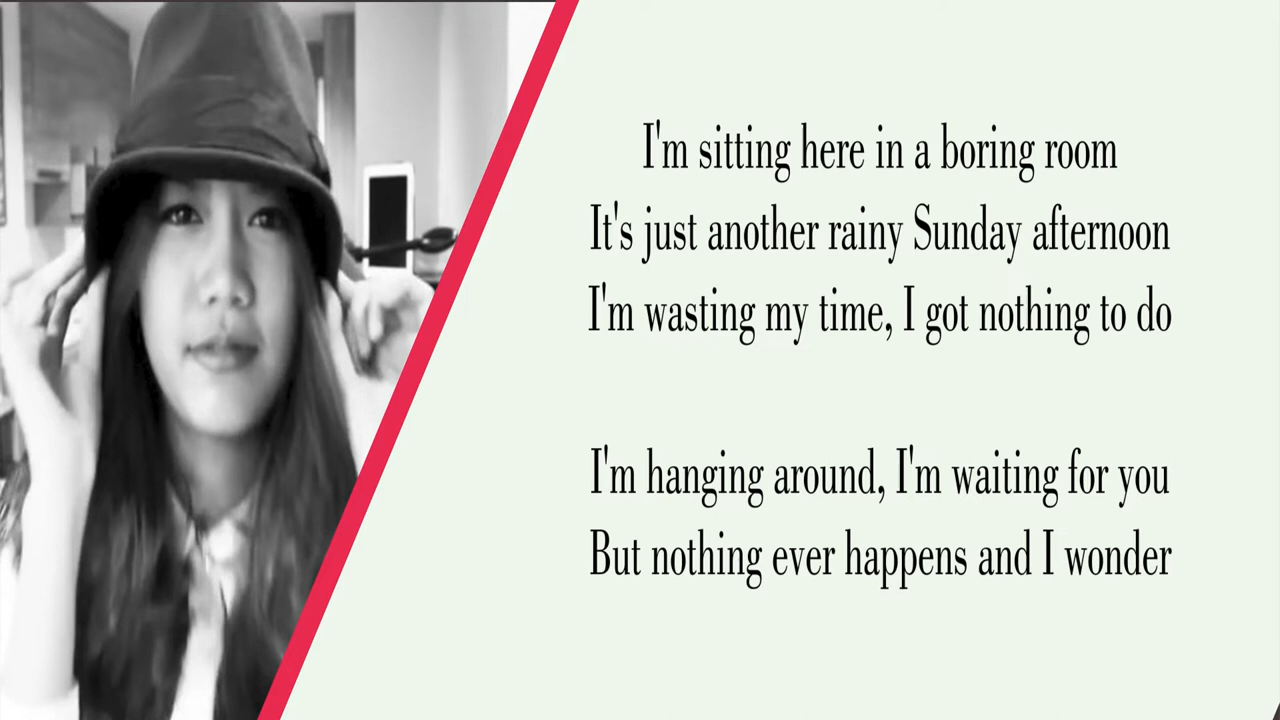 I'm sitting here in a boring room
It's just another rainy Sunday afternoon
I'm wasting my time, I got nothing to do
I'm hanging around, I'm waiting for you
But nothing ever happens and I wonder